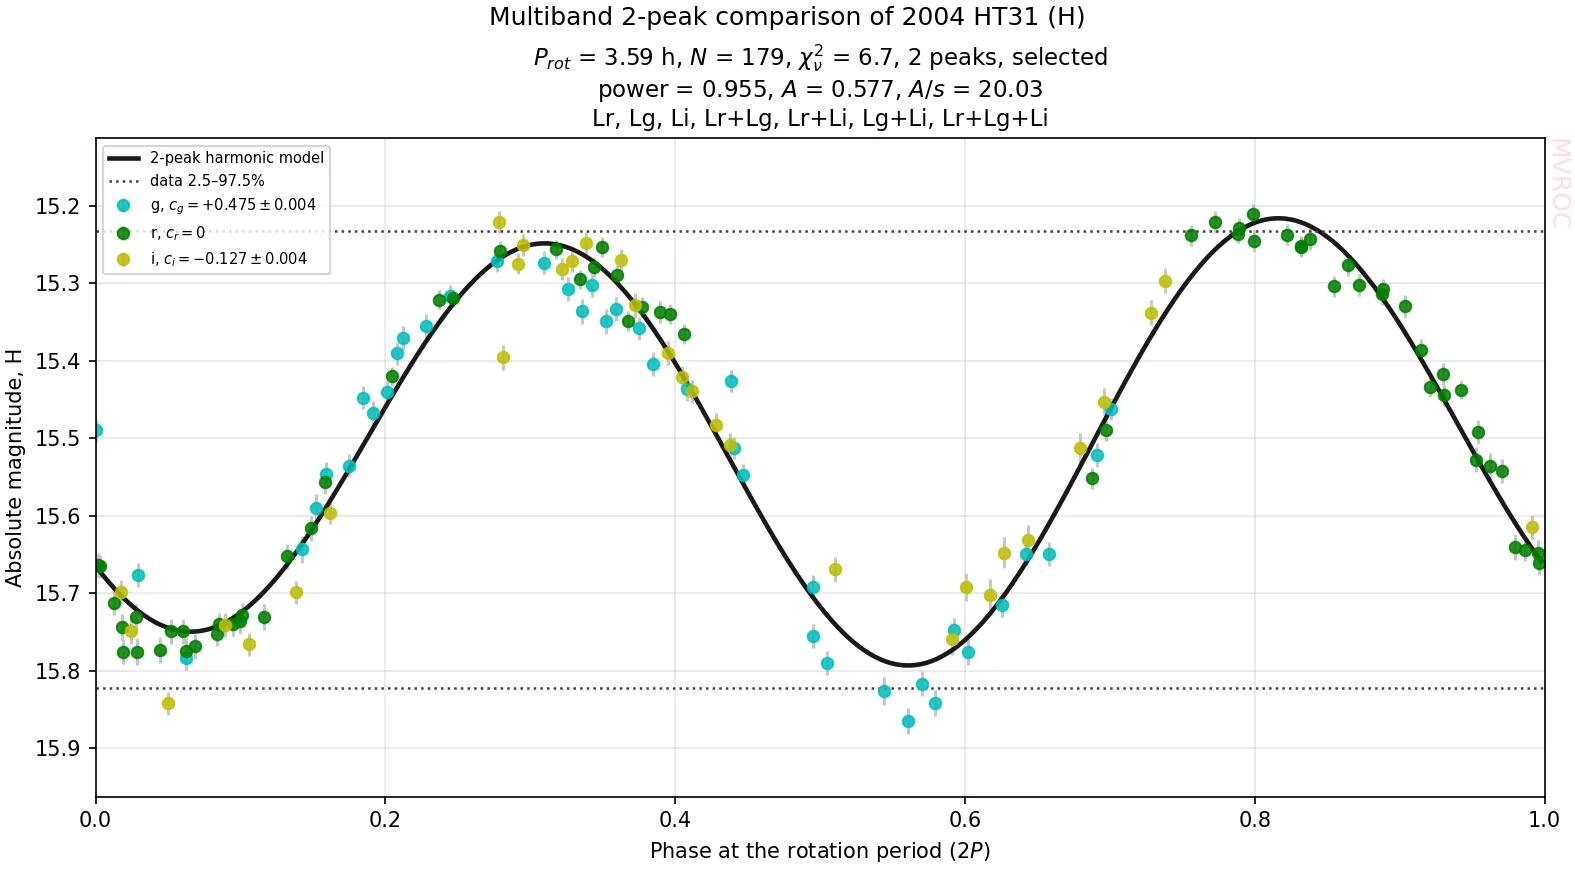 Multiband 2-peak comparison of 2004 HT31 (H)
P_rot = 3.59 h, N = 179, χ²_ν = 6.7, 2 peaks, selected
power = 0.955, A = 0.577, A/s = 20.03
Lr, Lg, Li, Lr+Lg, Lr+Li, Lg+Li, Lr+Lg+Li
2-peak harmonic model
data 2.5–97.5%
g, c_g = +0.475 ± 0.004
r, c_r = 0
i, c_i = −0.127 ± 0.004
MVROC
Absolute magnitude, H
15.2
15.3
15.4
15.5
15.6
15.7
15.8
15.9
0.0 0.2 0.4 0.6 0.8 1.0
Phase at the rotation period (2P)